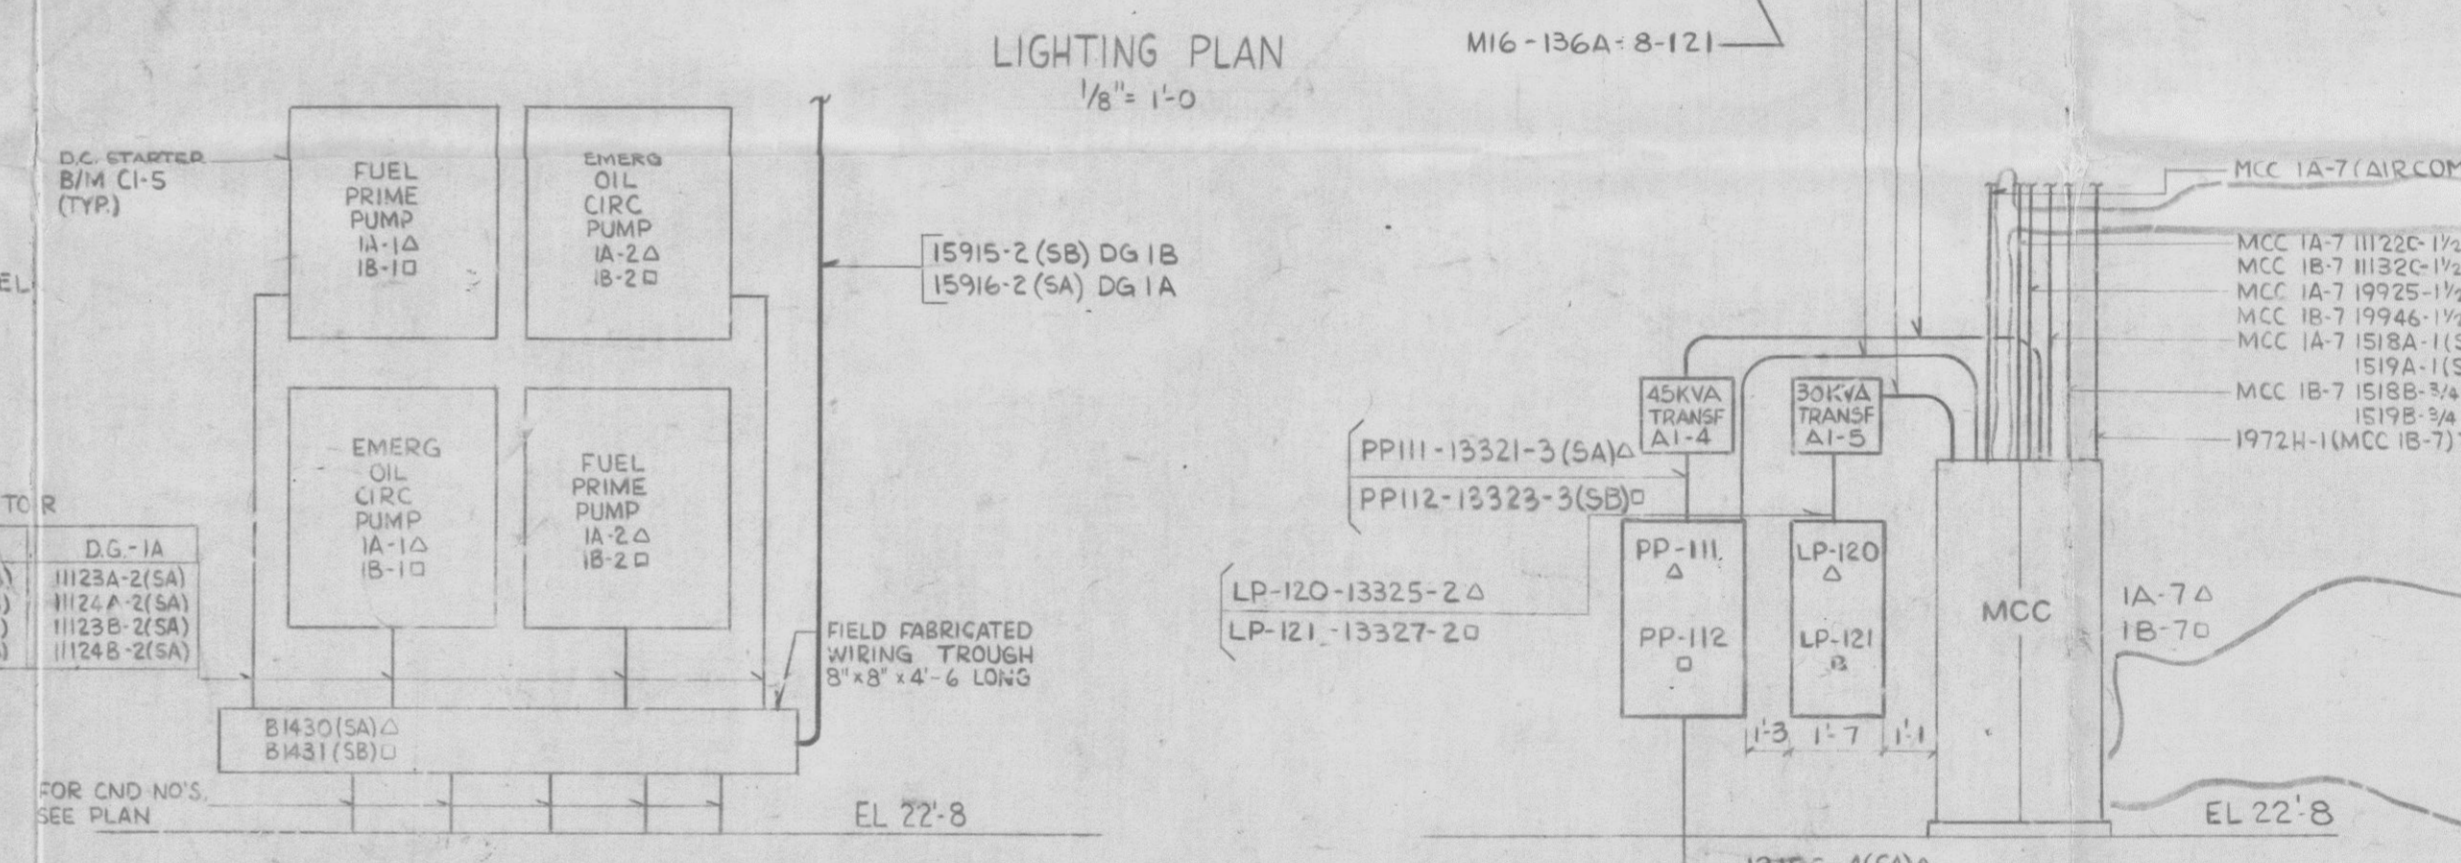 LIGHTING PLAN
1/8"= 1'-0
M16-136A-8-121
D.C. STARTER
B/M C1-5
(TYP.)
FUEL
PRIME
PUMP
1A-1△
1B-1□
EMERG
OIL
CIRC
PUMP
1A-2△
1B-2□
15915-2 (SB) DG 1B
15916-2 (SA) DG 1A
EMERG
OIL
CIRC
PUMP
1A-1△
1B-1□
FUEL
PRIME
PUMP
1A-2△
1B-2□
TOR
D.G.-1A
11123A-2(SA)
11124A-2(SA)
11123B-2(SA)
11124B-2(SA)
FIELD FABRICATED
WIRING TROUGH
8"x8"x4'-6 LONG
B1430(SA)△
B1431(SB)□
FOR CND NO'S.
SEE PLAN
EL 22'-8
45KVA
TRANSF
A1-4
30KVA
TRANSF
A1-5
PP111-13321-3(SA)△
PP112-13323-3(SB)□
LP-120-13325-2△
LP-121-13327-2□
PP-111
△
PP-112
□
LP-120
△
LP-121
1'-3 1'-7 1'-1
MCC
1A-7△
1B-7□
MCC 1A-7 (AIR COM
MCC 1A-7 11122C-1½
MCC 1B-7 11132C-1½
MCC 1A-7 19925-1½
MCC 1B-7 19946-1½
MCC 1A-7 1518A-1(S
1519A-1(S
MCC 1B-7 1518B-3/4
1519B-3/4
1972H-1(MCC 1B-7)
EL 22'-8